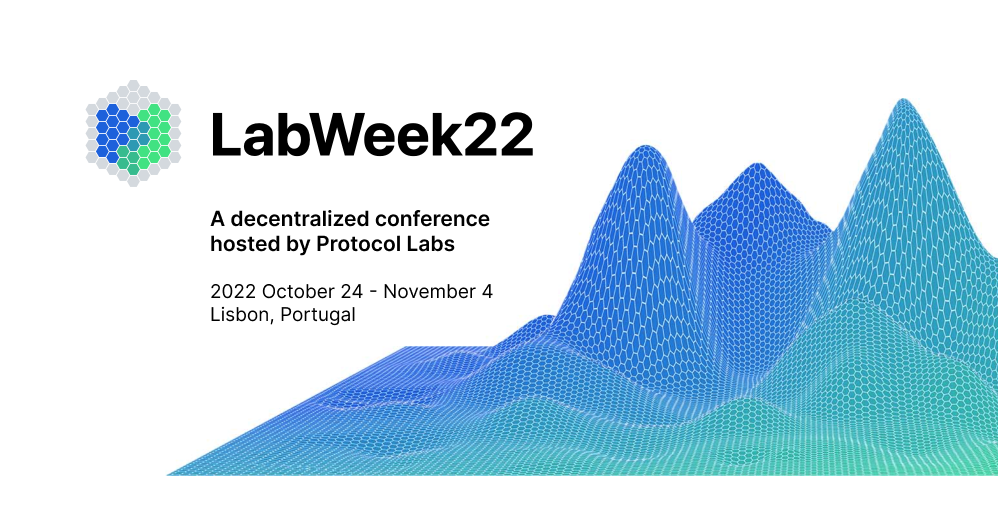 LabWeek22
A decentralized conference
hosted by Protocol Labs
2022 October 24 - November 4
Lisbon, Portugal